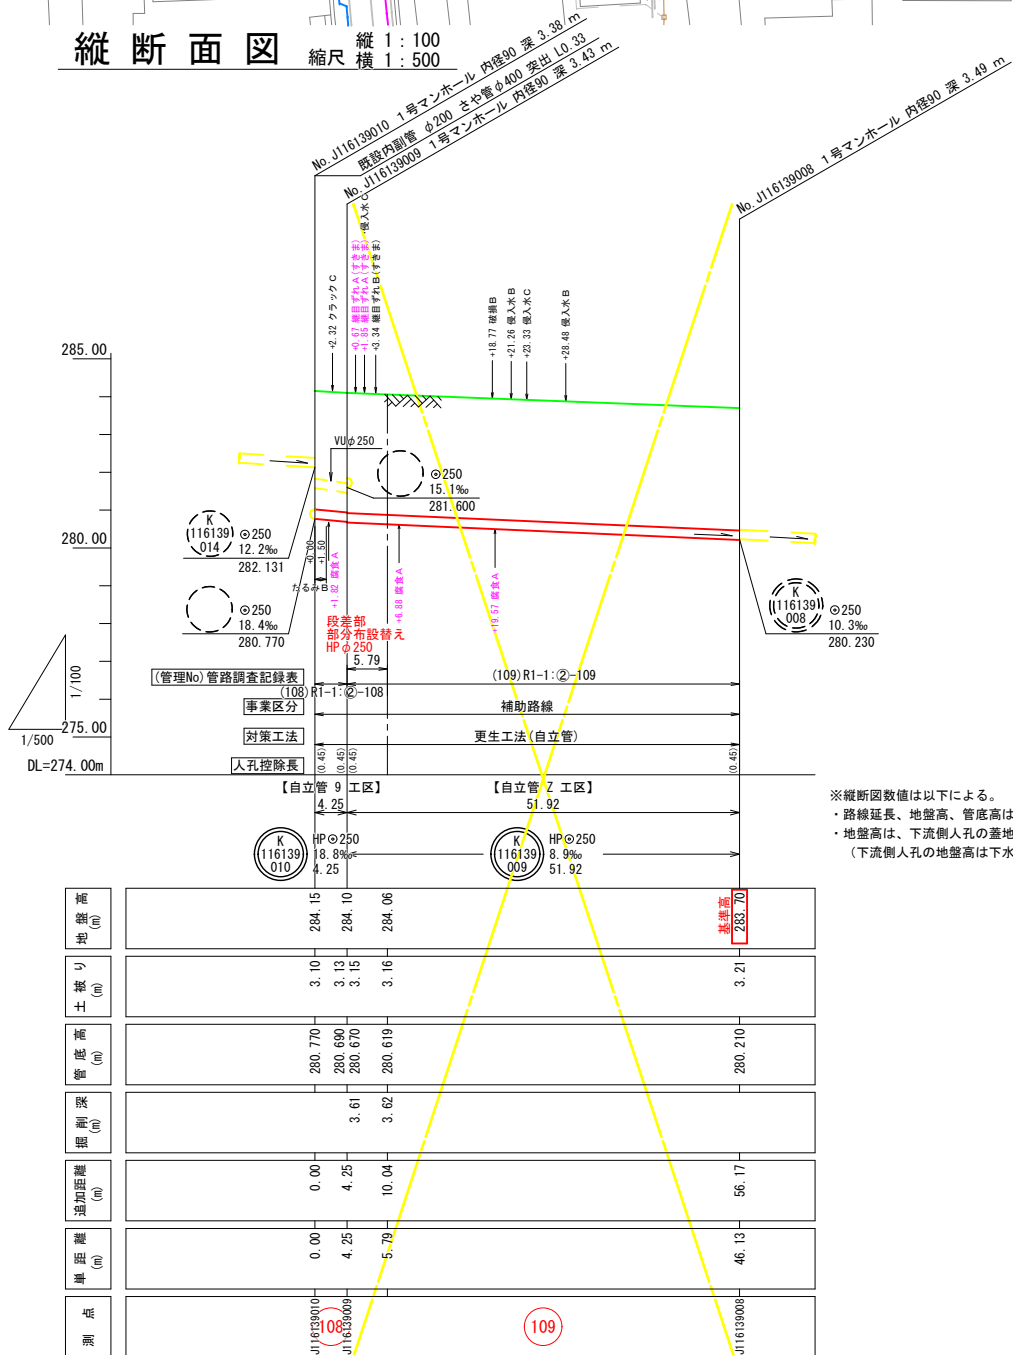 縦断面図 縮尺 縦 1:100 横 1:500
No.J116139010 1号マンホール 内径90 深 3.38 m
既設内副管 φ200 さや管φ400 突出 L0.33
No.J116139009 1号マンホール 内径90 深 3.43 m
No.J116139008 1号マンホール 内径90 深 3.49 m
+2.32 クラックC
+0.67 継目ずれA(すきま)
+1.85 継目ずれA(すきま)・侵入水C
+3.34 継目ずれB(すきま)
+18.77 破損B
+21.26 侵入水B
+23.33 侵入水C
+28.48 侵入水B
285.00
VUφ250
250
15.1‰
281.600
280.00
K
116139
014
250
12.2‰
282.131
250
18.4‰
280.770
+0.00
+1.50
たるみB
+1.82 腐食A
+6.88 腐食A
+19.57 腐食A
K
116139
008
250
10.3‰
280.230
段差部
部分布設替え
HPφ250
5.79
1/100
1/500
275.00
DL=274.00m
(管理No)管路調査記録表
(108)R1-1:②-108
(109)R1-1:②-109
事業区分
補助路線
対策工法
更生工法(自立管)
人孔控除長
(0.45)
(0.45)
(0.45)
(0.45)
【自立管 9 工区】
4.25
【自立管 7 工区】
51.92
K
116139
010
HP 250
18.8‰
4.25
K
116139
009
HP 250
8.9‰
51.92
※縦断図数値は以下による。
・路線延長、地盤高、管底高は
・地盤高は、下流側人孔の蓋地
(下流側人孔の地盤高は下水
地盤高(m) 284.15 284.10 284.06 基準高 283.70
土被り(m) 3.10 3.13 3.15 3.16 3.21
管底高(m) 280.770 280.690 280.670 280.619 280.210
掘削深(m) 3.61 3.62
追加距離(m) 0.00 4.25 10.04 56.17
単距離(m) 0.00 4.25 5.79 46.13
測点 J116139010 108 J116139009 109 J116139008